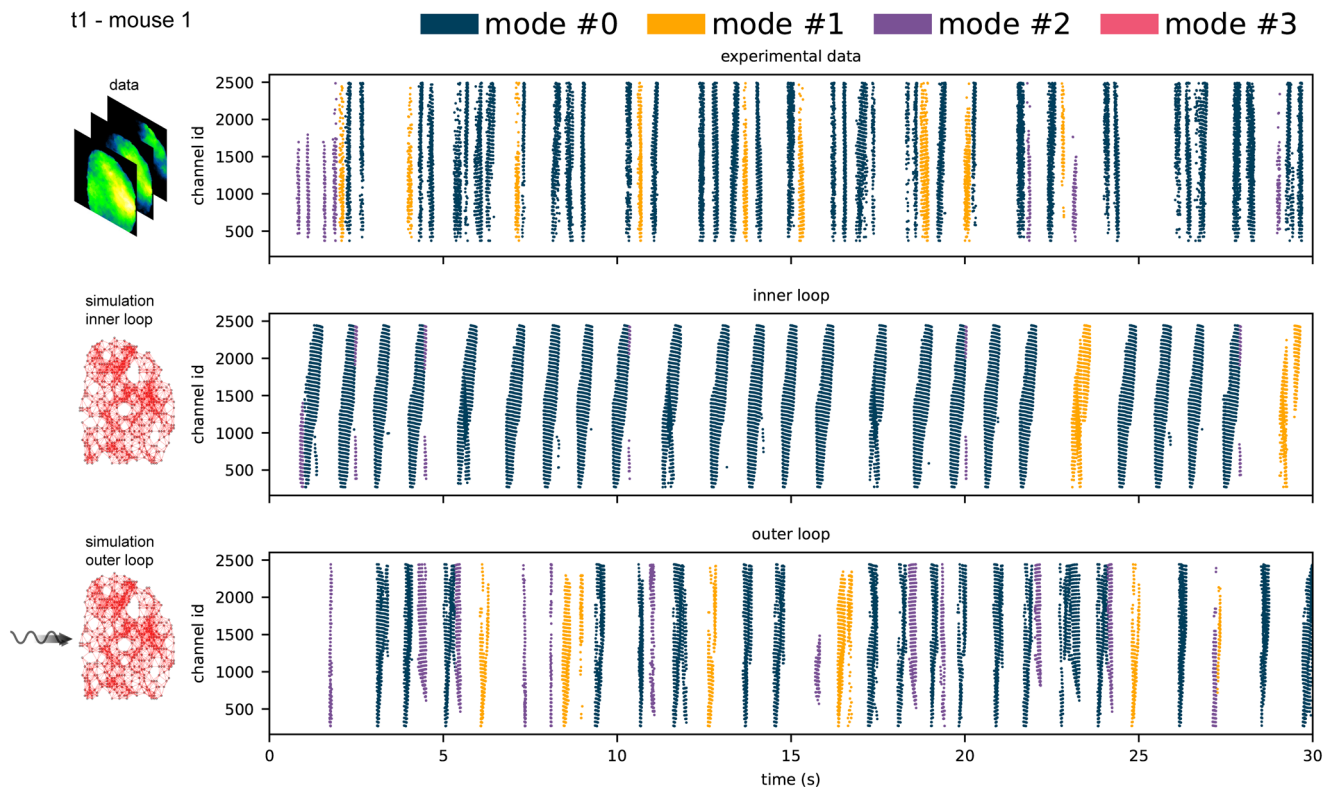 t1 - mouse 1
mode #0
mode #1
mode #2
mode #3
experimental data
data
channel id
2500
2000
1500
1000
500
simulation
inner loop
inner loop
channel id
2500
2000
1500
1000
500
simulation
outer loop
outer loop
channel id
2500
2000
1500
1000
500
0
5
10
15
20
25
30
time (s)